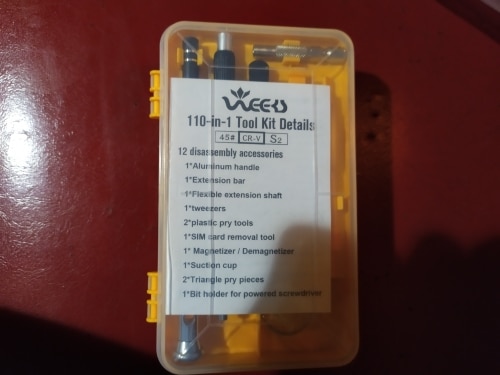 WEEKS
110-in-1 Tool Kit Details
45# CR-V S2
12 disassembly accessories
1*Aluminum handle
1*Extension bar
1*Flexible extension shaft
1*tweezers
2*plastic pry tools
1*SIM card removal tool
1* Magnetizer / Demagnetizer
1*Suction cup
2*Triangle pry pieces
1*Bit holder for powered screwdriver